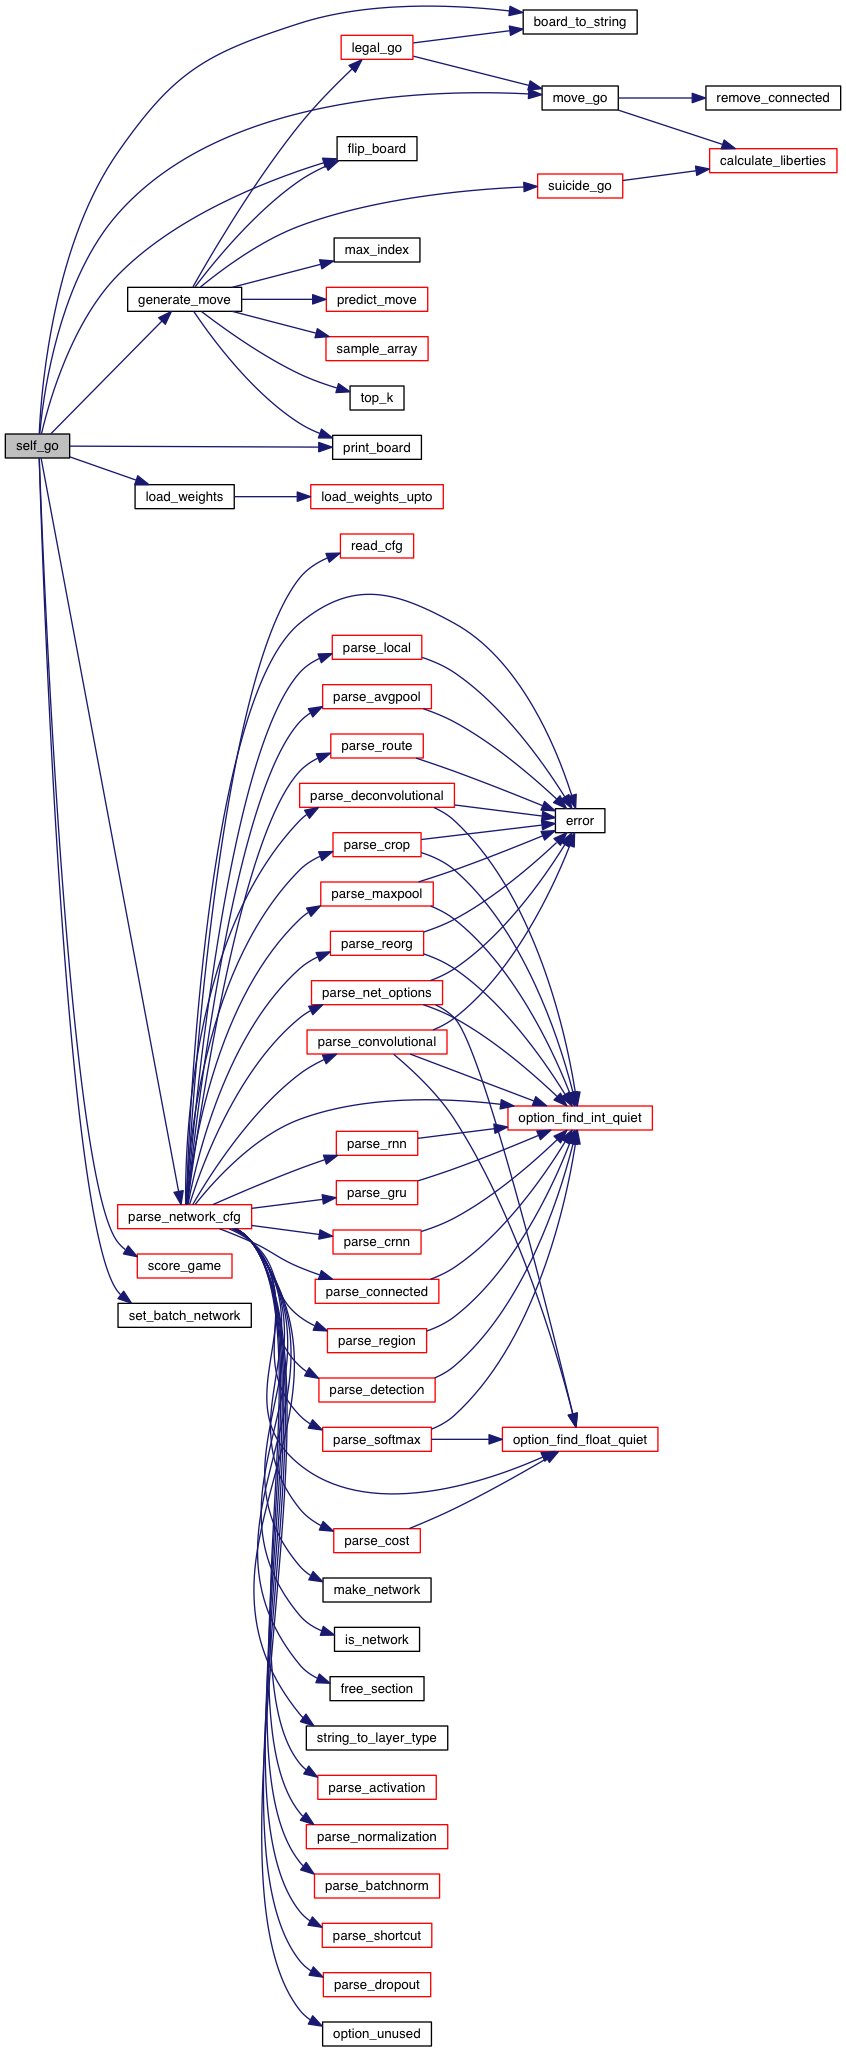 board_to_string
legal_go
move_go
remove_connected
flip_board
calculate_liberties
suicide_go
max_index
generate_move
predict_move
sample_array
top_k
self_go
print_board
load_weights
load_weights_upto
read_cfg
parse_local
parse_avgpool
parse_route
parse_deconvolutional
error
parse_crop
parse_maxpool
parse_reorg
parse_net_options
parse_convolutional
option_find_int_quiet
parse_rnn
parse_gru
parse_network_cfg
parse_crnn
score_game
parse_connected
set_batch_network
parse_region
parse_detection
parse_softmax
option_find_float_quiet
parse_cost
make_network
is_network
free_section
string_to_layer_type
parse_activation
parse_normalization
parse_batchnorm
parse_shortcut
parse_dropout
option_unused